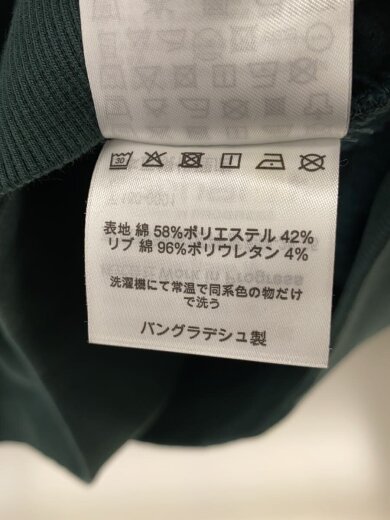 30
表地 綿 58%ポリエステル 42%
リブ 綿 96%ポリウレタン 4%
洗濯機にて常温で同系色の物だけ
で洗う
バングラデシュ製